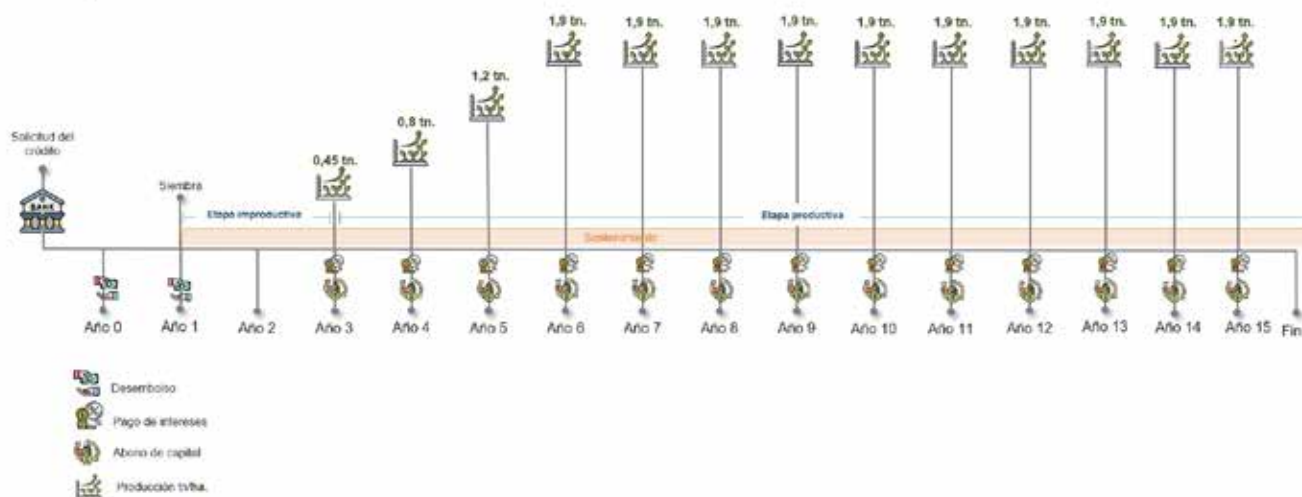 1,9 tn. 1,9 tn. 1,9 tn. 1,9 tn. 1,9 tn. 1,9 tn. 1,9 tn. 1,9 tn. 1,9 tn. 1,9 tn.
1,2 tn.
0,8 tn.
0,45 tn.
Solicitud del
crédito
BANK
Siembra
Etapa improductiva
Etapa productiva
Sostenimiento
Año 0 Año 1 Año 2 Año 3 Año 4 Año 5 Año 6 Año 7 Año 8 Año 9 Año 10 Año 11 Año 12 Año 13 Año 14 Año 15 Fin
Desembolso
Pago de intereses
Abono de capital
Producción tn/ha.